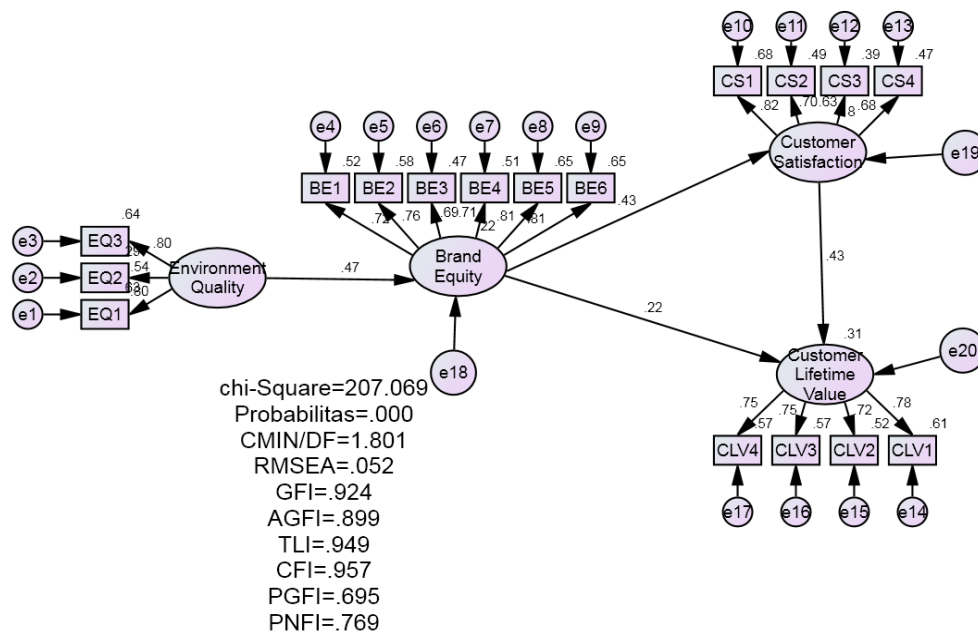 e10
e11
e12
e13
.68
.49
.39
.47
CS1
CS2
CS3
CS4
.82
.70
.63
.68
Customer
Satisfaction
e19
e4
e5
e6
e7
e8
e9
.52
.58
.47
.51
.65
.65
BE1
BE2
BE3
BE4
BE5
BE6
.72
.76
.69
.71
.81
.81
.22
Brand
Equity
.43
.64
e3
EQ3
.80
.29
e2
EQ2
.54
e1
EQ1
.63
.80
Environment
Quality
.47
.43
.22
.31
Customer
Lifetime
Value
e20
e18
.75
.75
.72
.78
.57
.57
.52
.61
CLV4
CLV3
CLV2
CLV1
e17
e16
e15
e14
chi-Square=207.069
Probabilitas=.000
CMIN/DF=1.801
RMSEA=.052
GFI=.924
AGFI=.899
TLI=.949
CFI=.957
PGFI=.695
PNFI=.769